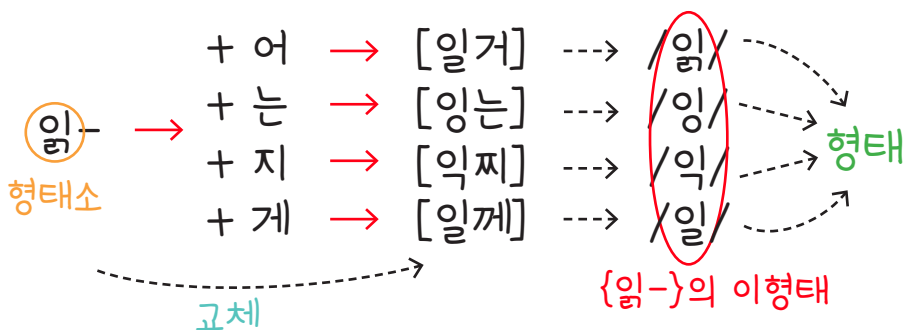 + 어 [일거] /읽/
+ 는 [잉는] /잉/
읽- 형태
+ 지 [익찌] /익/
형태소
+ 게 [일께] /일/
{읽-}의 이형태
교체